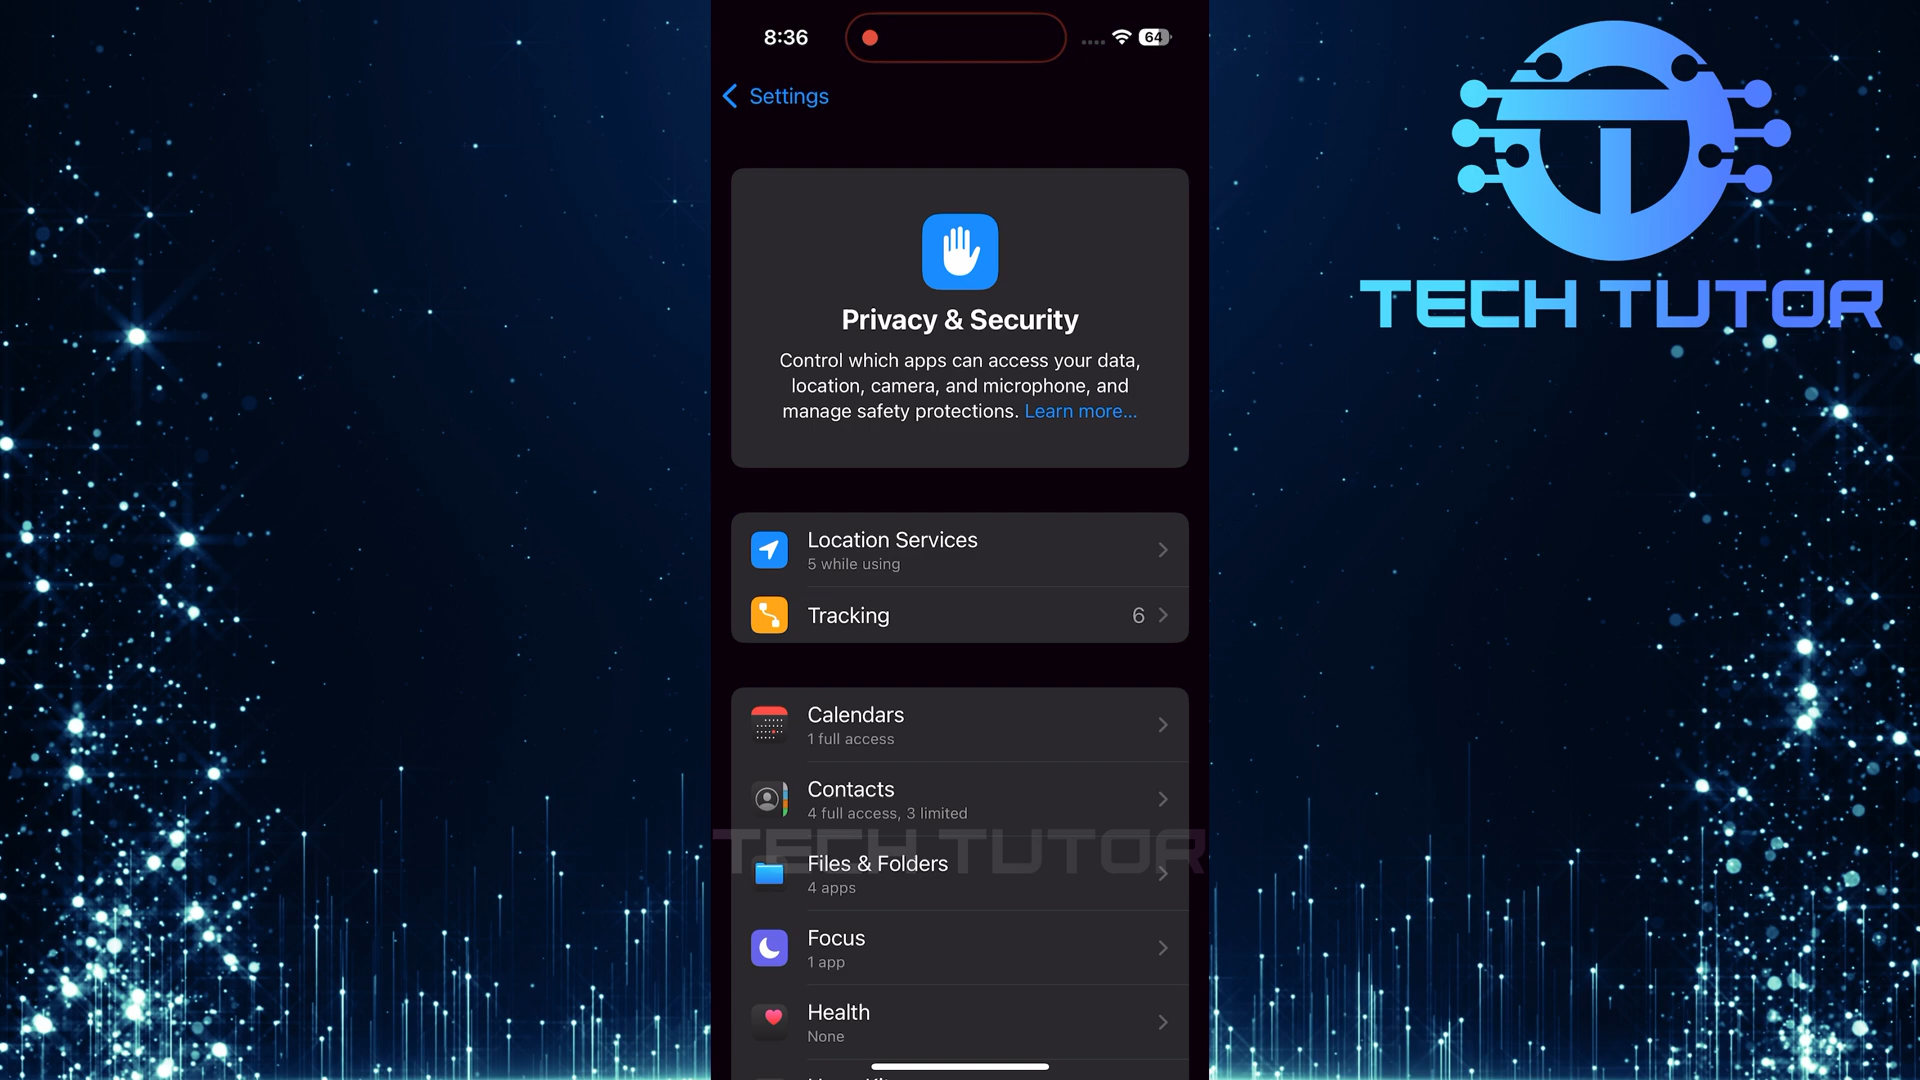 8:36
64
Settings
TECH TUTOR
Privacy & Security
Control which apps can access your data,
location, camera, and microphone, and
manage safety protections. Learn more...
Location Services
5 while using
Tracking
6
Calendars
1 full access
Contacts
4 full access, 3 limited
TECH TUTOR
Files & Folders
4 apps
Focus
1 app
Health
None